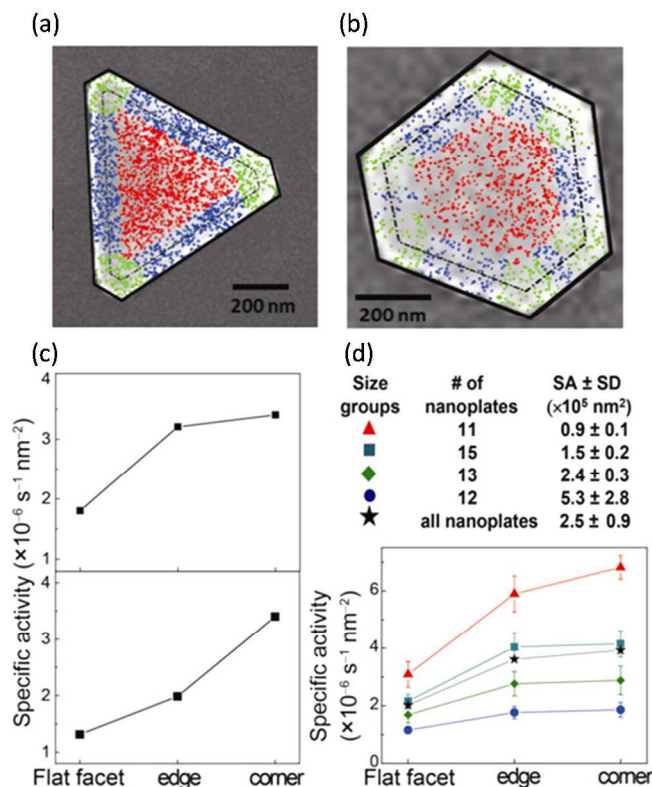 (a)
(b)
200 nm
200 nm
(c)
(d)
Size groups
# of nanoplates
SA ± SD (×10⁵ nm²)
11
0.9 ± 0.1
15
1.5 ± 0.2
13
2.4 ± 0.3
12
5.3 ± 2.8
all nanoplates
2.5 ± 0.9
Specific activity (×10⁻⁶ s⁻¹ nm⁻²)
4
3
2
1
4
3
2
1
Flat facet
edge
corner
Specific activity
(×10⁻⁶ s⁻¹ nm⁻²)
6
4
2
0
Flat facet
edge
corner